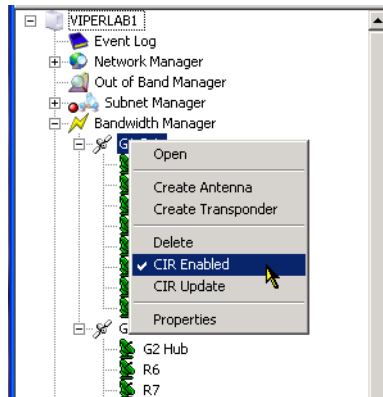 VIPERLAB1
Event Log
Network Manager
Out of Band Manager
Subnet Manager
Bandwidth Manager
G
Open
Create Antenna
Create Transponder
Delete
CIR Enabled
CIR Update
Properties
G
G2 Hub
R6
R7